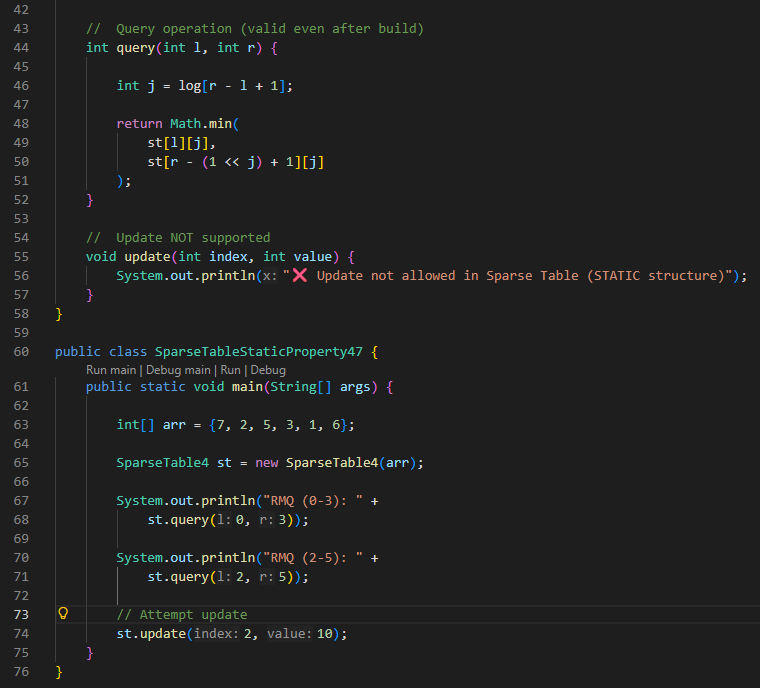 42
43 // Query operation (valid even after build)
44 int query(int l, int r) {
45
46 int j = log[r - l + 1];
47
48 return Math.min(
49 st[l][j],
50 st[r - (1 << j) + 1][j]
51 );
52 }
53
54 // Update NOT supported
55 void update(int index, int value) {
56 System.out.println(x: "❌ Update not allowed in Sparse Table (STATIC structure)");
57 }
58 }
59
60 public class SparseTableStaticProperty47 {
Run main | Debug main | Run | Debug
61 public static void main(String[] args) {
62
63 int[] arr = {7, 2, 5, 3, 1, 6};
64
65 SparseTable4 st = new SparseTable4(arr);
66
67 System.out.println("RMQ (0-3): " +
68 st.query(l: 0, r: 3));
69
70 System.out.println("RMQ (2-5): " +
71 st.query(l: 2, r: 5));
72
73 // Attempt update
74 st.update(index: 2, value: 10);
75 }
76 }